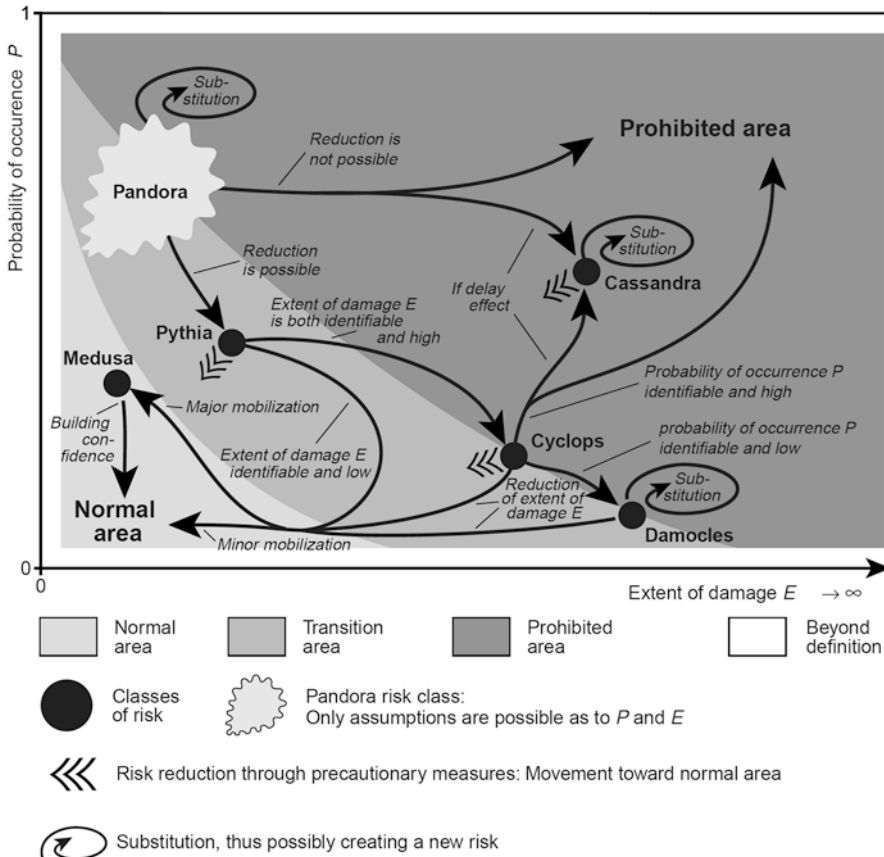 1
Probability of occurence P
Sub-
stitution
Reduction is
not possible
Prohibited area
Pandora
Sub-
stitution
Reduction
is possible
Cassandra
If delay
effect
Extent of damage E
is both identifiable
and high
Pythia
Medusa
Major mobilization
Building
con-
fidence
Extent of damage E
identifiable and low
Probability of occurrence P
identifiable and high
Cyclops
probability of occurrence P
identifiable and low
Reduction
of extent of
damage E
Sub-
stitution
Normal
area
Minor mobilization
Damocles
0
0
Extent of damage E → ∞
Normal
area
Transition
area
Prohibited
area
Beyond
definition
Classes
of risk
Pandora risk class:
Only assumptions are possible as to P and E
Risk reduction through precautionary measures: Movement toward normal area
Substitution, thus possibly creating a new risk